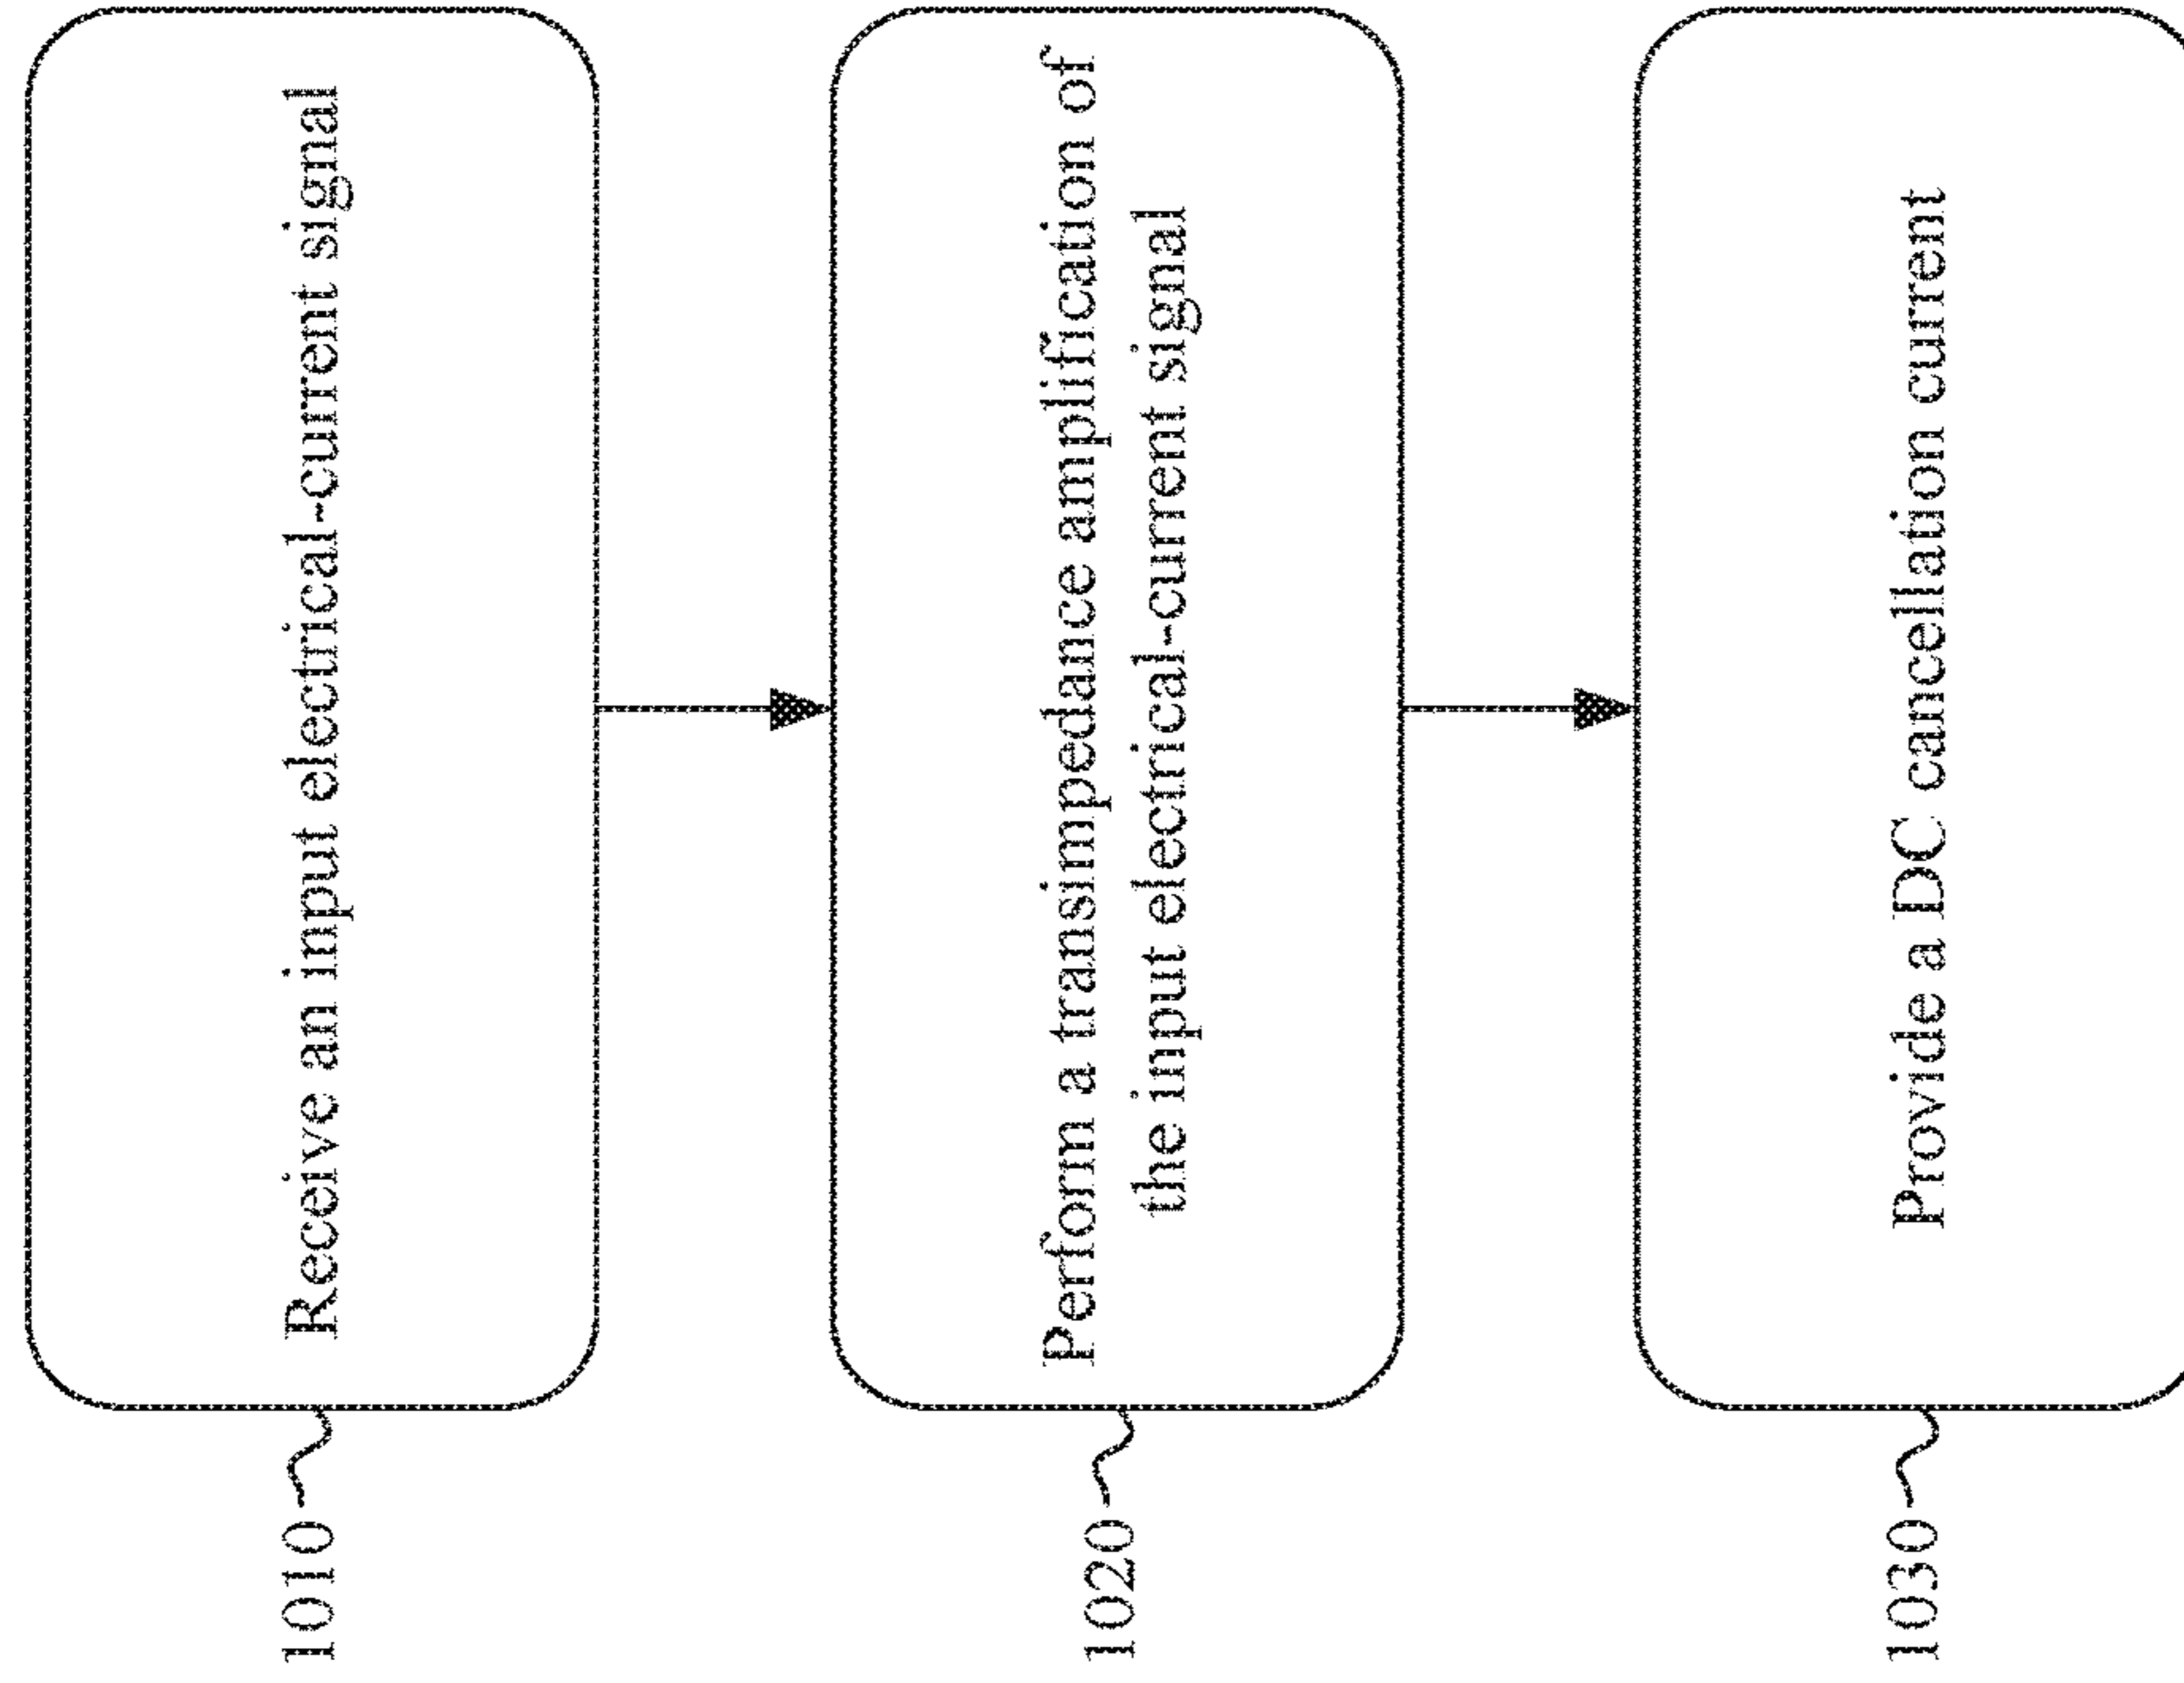 1010
Receive an input electrical-current signal
1020
Perform a transimpedance amplification of
the input electrical-current signal
1030
Provide a DC cancellation current